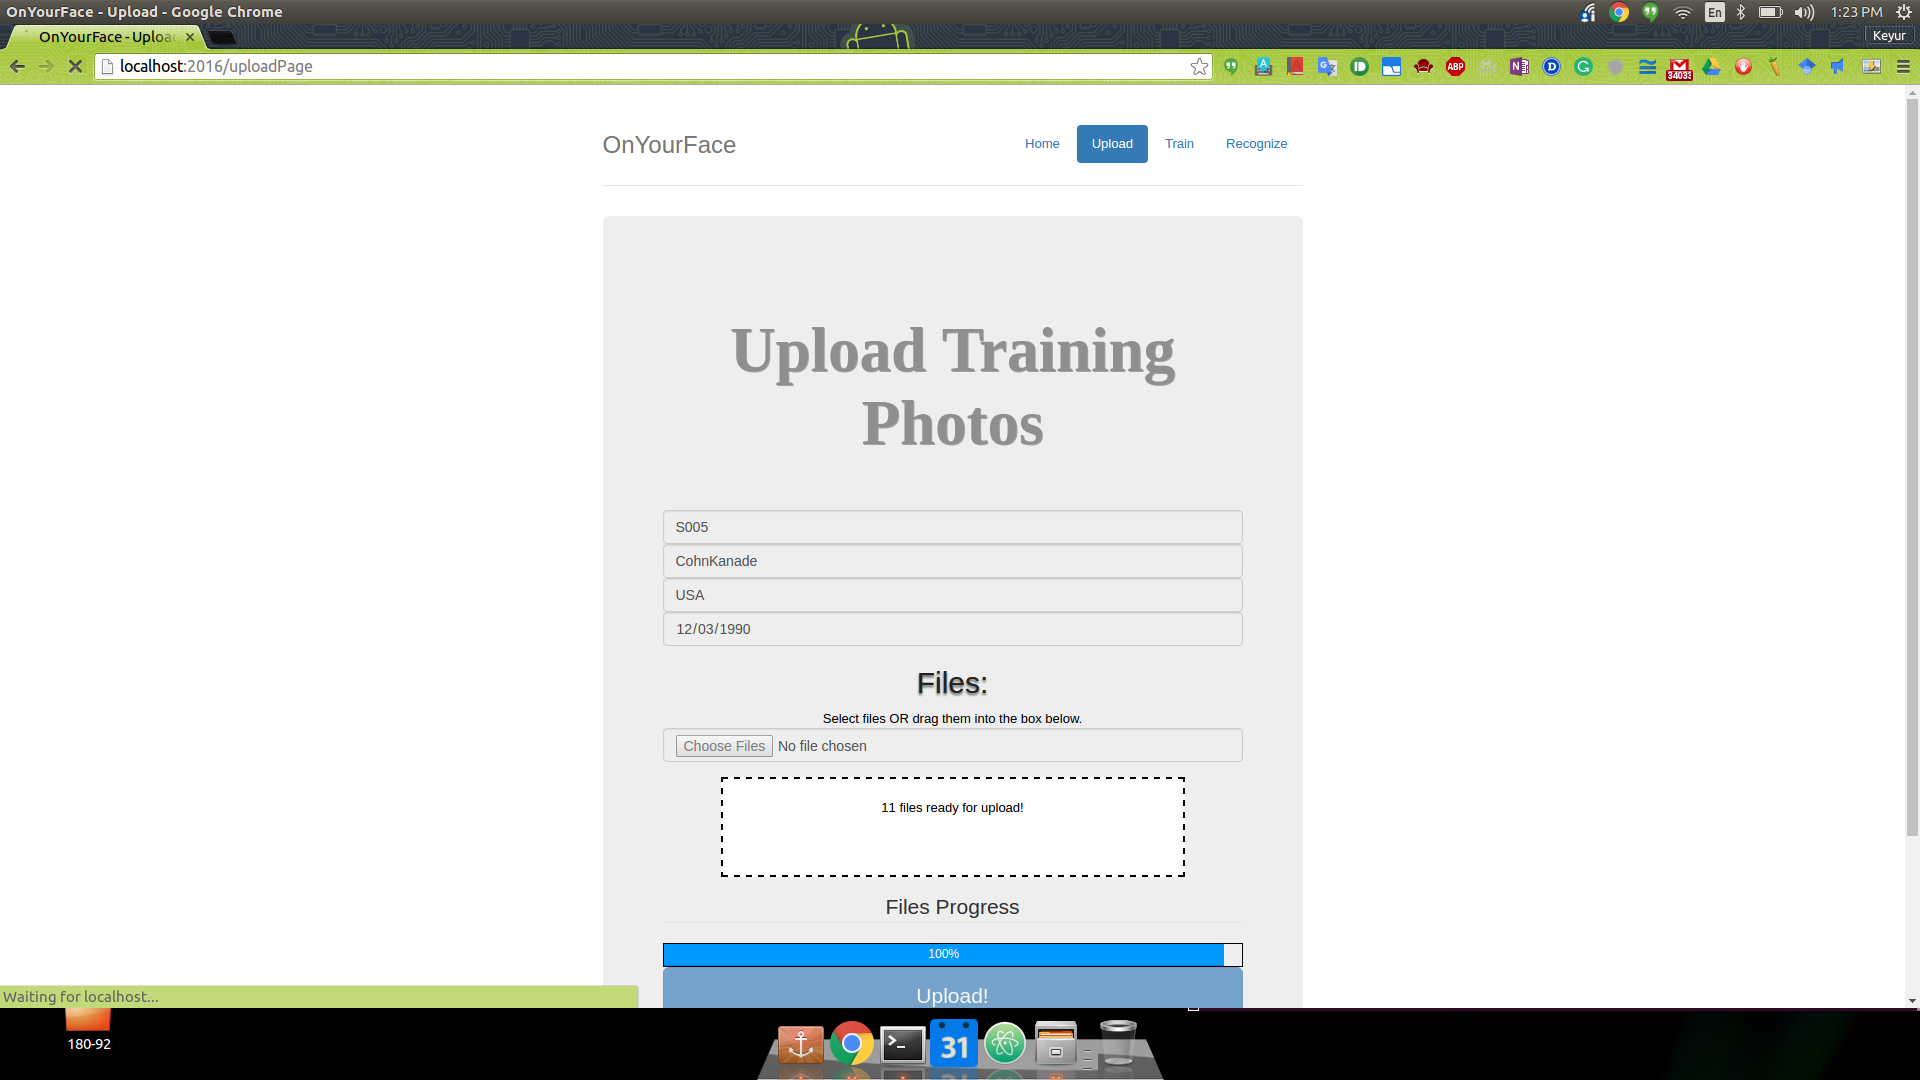 OnYourFace - Upload - Google Chrome
En
1:23 PM
OnYourFace - Uploa
Keyur
localhost:2016/uploadPage
ABP
34033
OnYourFace
Home
Upload
Train
Recognize
Upload Training
Photos
S005
CohnKanade
USA
12/03/1990
Files:
Select files OR drag them into the box below.
Choose Files No file chosen
11 files ready for upload!
Files Progress
100%
Upload!
Waiting for localhost...
180-92
31